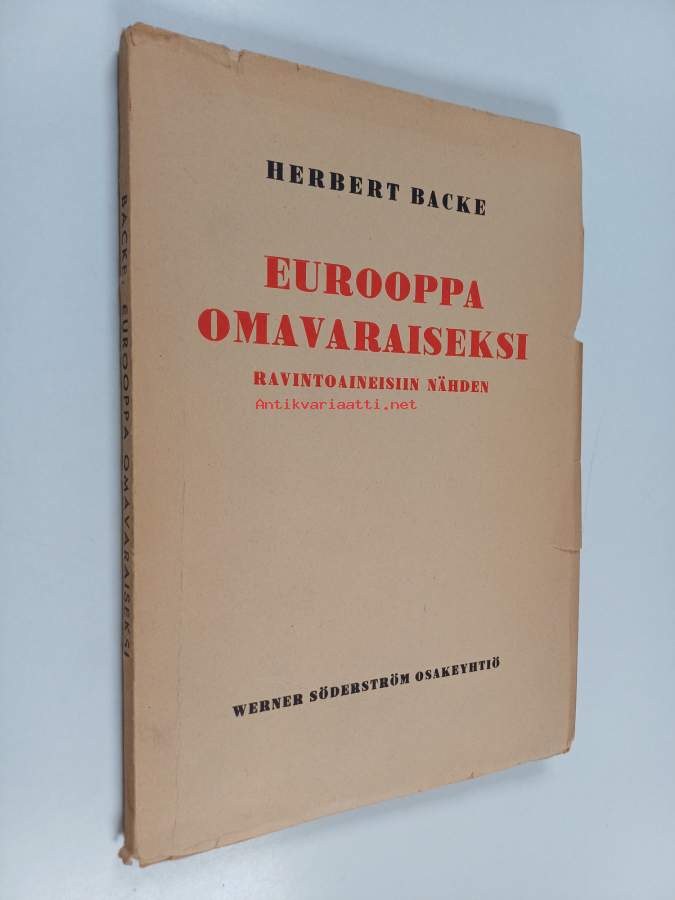 HERBERT BACKE
EUROOPPA
OMAVARAISEKSI
RAVINTOAINEISIIN NÄHDEN
Antikvariaatti.net
WERNER SÖDERSTRÖM OSAKEYHTIÖ
BACKE, EUROOPPA OMAVARAISEKSI